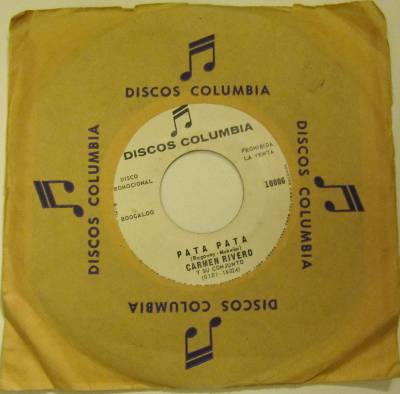 DISCOS COLUMBIA
DISCOS COLUMBIA
DISCOS COLUMBIA
DISCO
PROMOCIONAL
PROHIBIDA
LA VENTA
BOOGALOO
10006
PATA PATA
CARMEN RIVERO
Y SU CONJUNTO
DISCOS COLUMBIA
DISCOS COLUMBIA